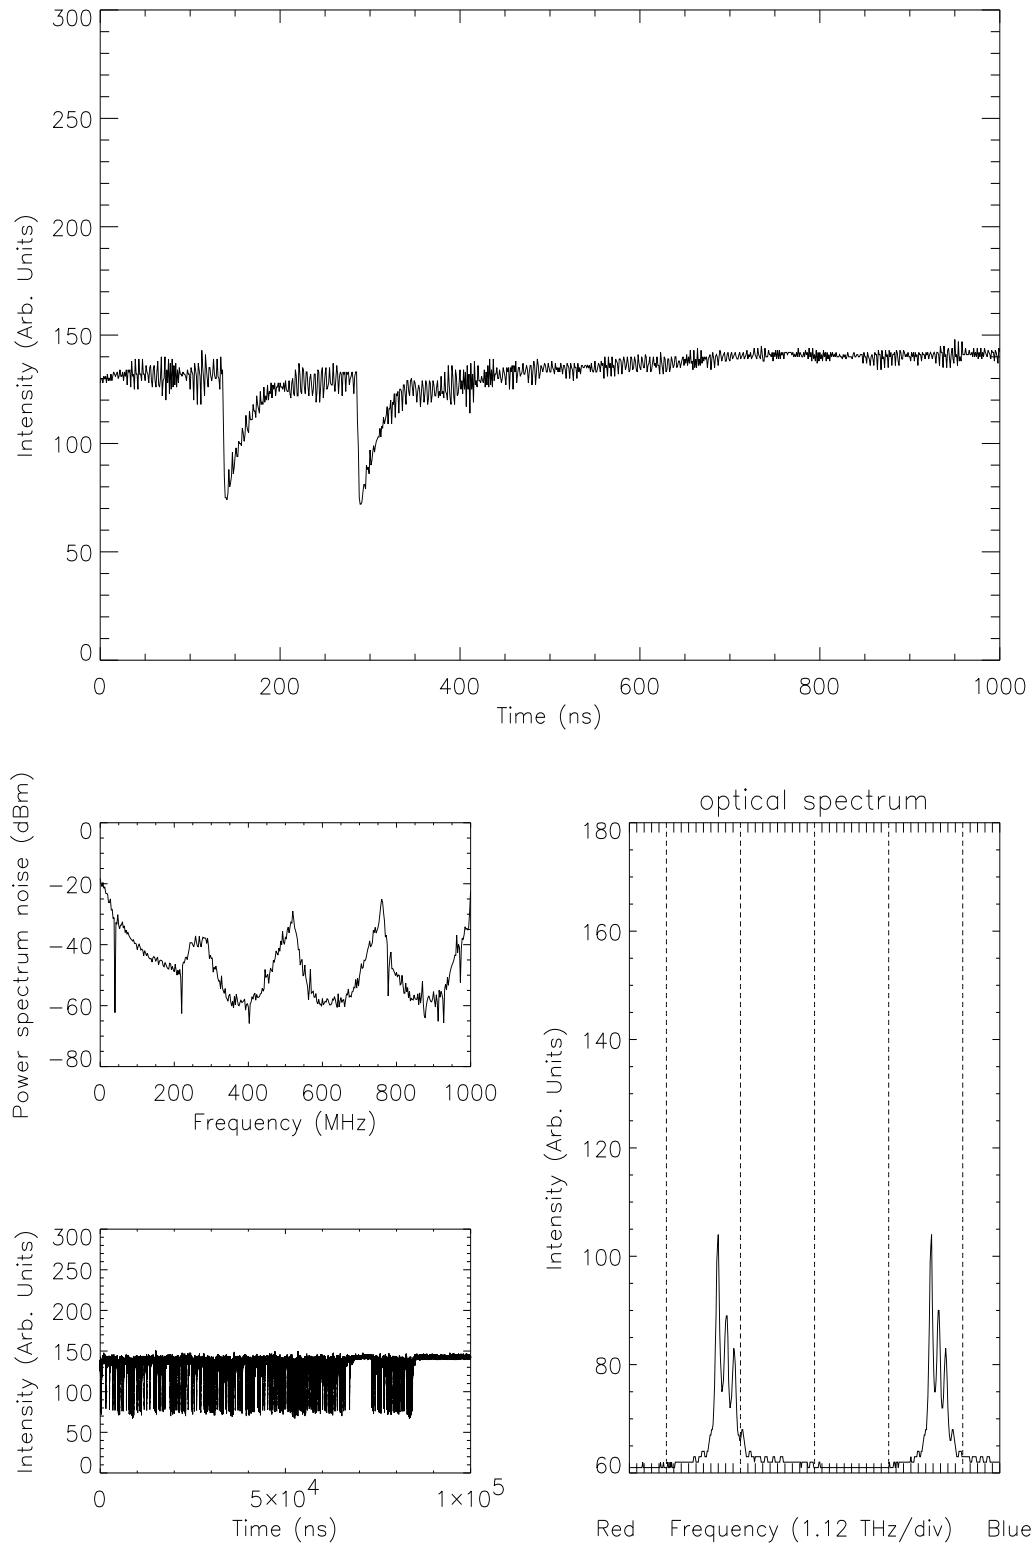 300
250
200
150
100
50
0
Intensity (Arb. Units)
0 200 400 600 800 1000
Time (ns)
0
−20
−40
−60
−80
Power spectrum noise (dBm)
0 200 400 600 800 1000
Frequency (MHz)
optical spectrum
180
160
140
120
100
80
60
Intensity (Arb. Units)
Red Frequency (1.12 THz/div) Blue
300
250
200
150
100
50
0
Intensity (Arb. Units)
0 5×10⁴ 1×10⁵
Time (ns)